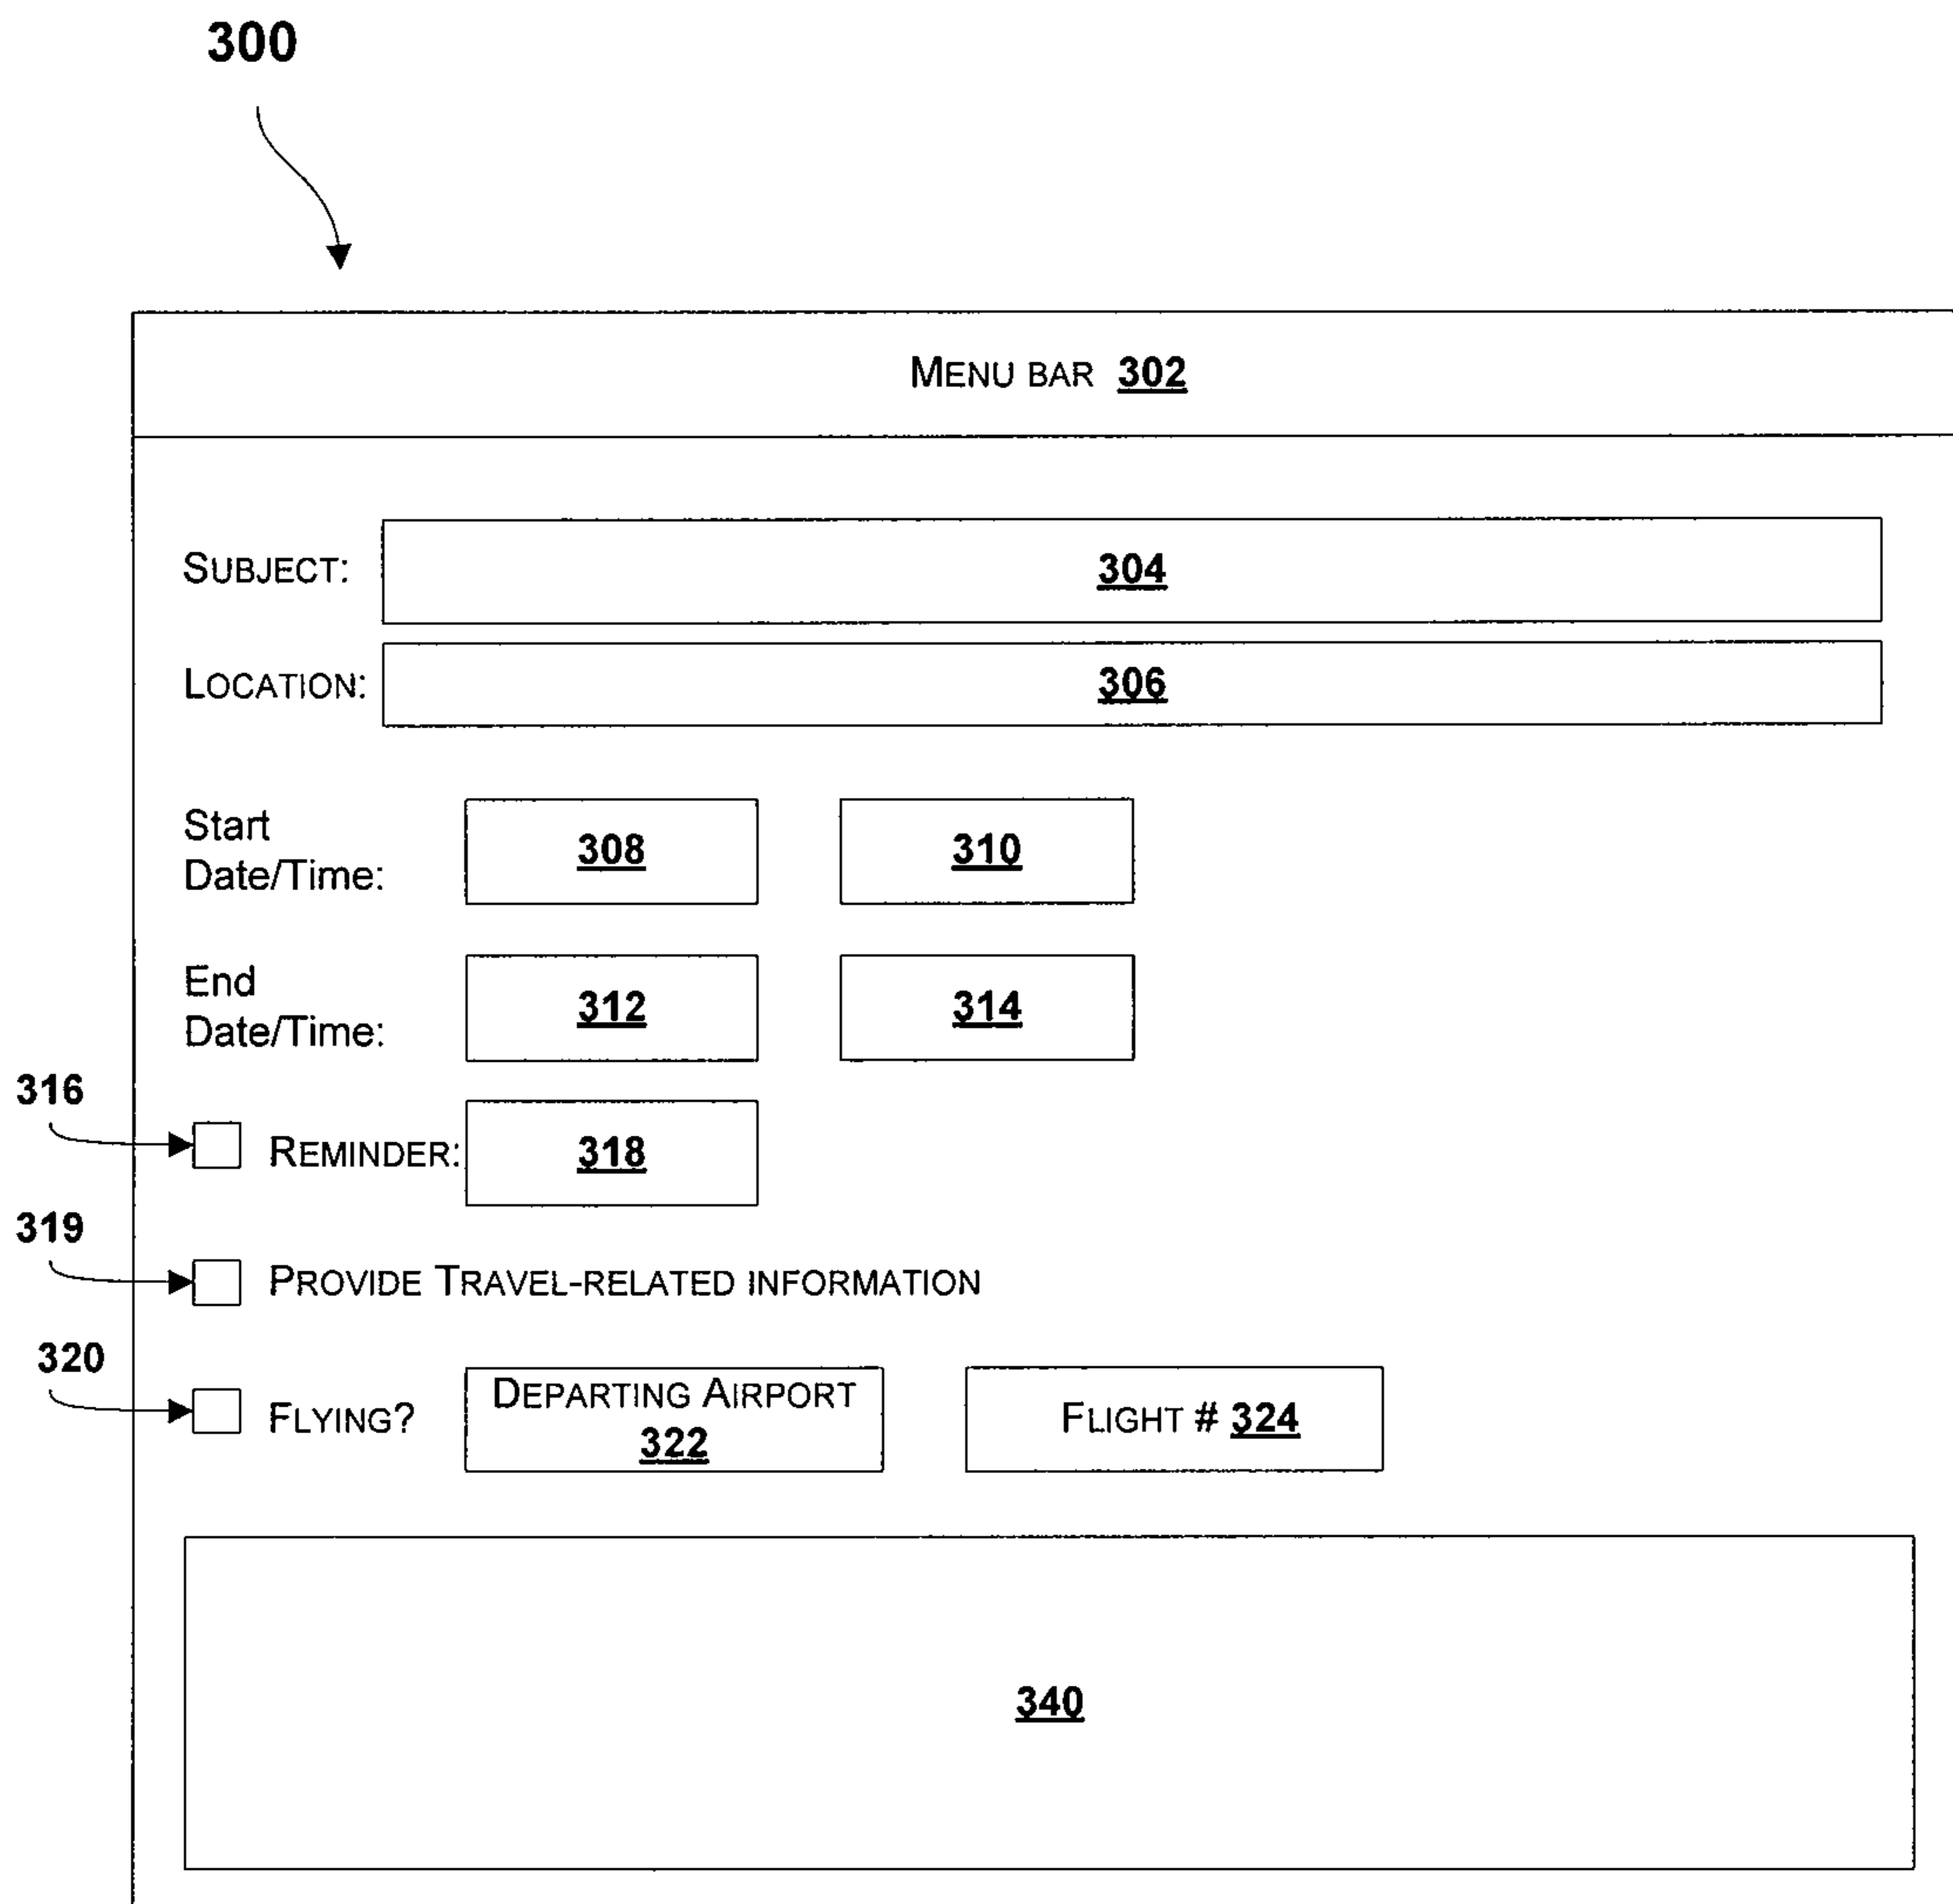 300
MENU BAR 302
SUBJECT: 304
LOCATION: 306
Start
Date/Time: 308 310
End
Date/Time: 312 314
316
REMINDER: 318
319
PROVIDE TRAVEL-RELATED INFORMATION
320
FLYING?
DEPARTING AIRPORT
322
FLIGHT # 324
340